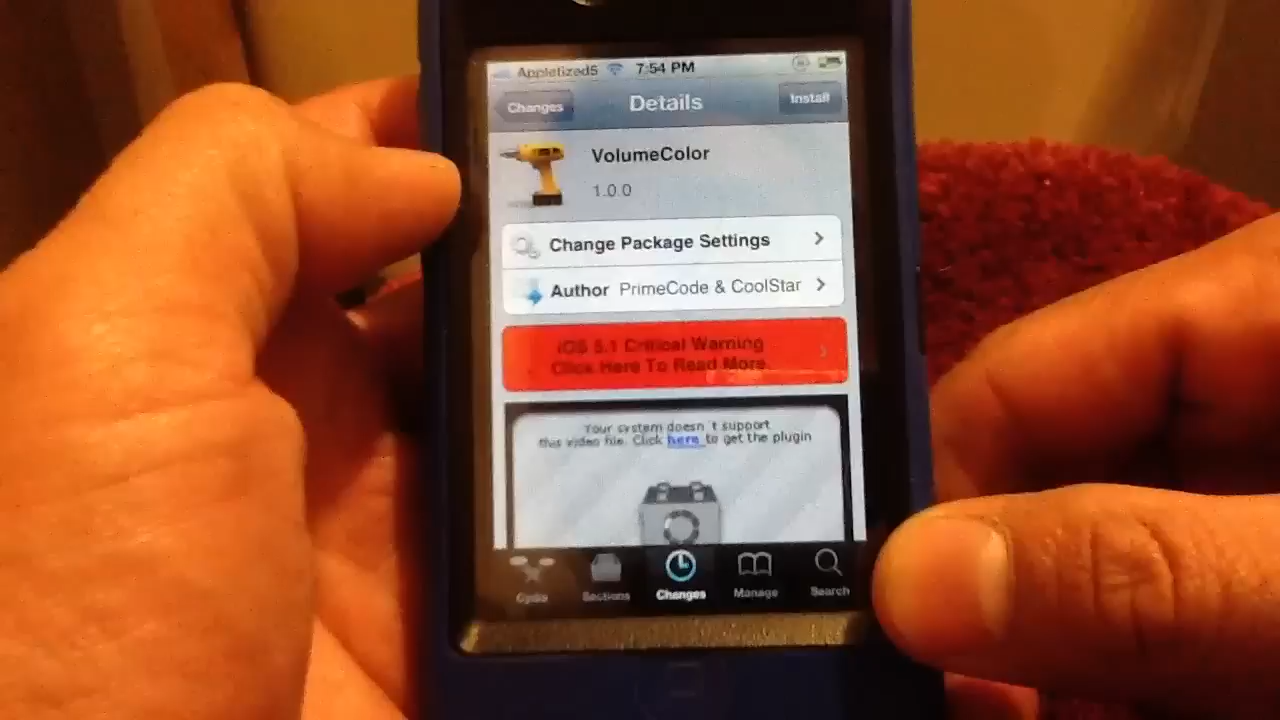 Appletized5 7:54 PM
Changes Details Install
VolumeColor
1.0.0
Change Package Settings
Author PrimeCode & CoolStar
iOS 5.1 Critical Warning
Click Here To Read More.
Your system doesn't support
this video file. Click here to get the plugin
Cydia Sections Changes Manage Search